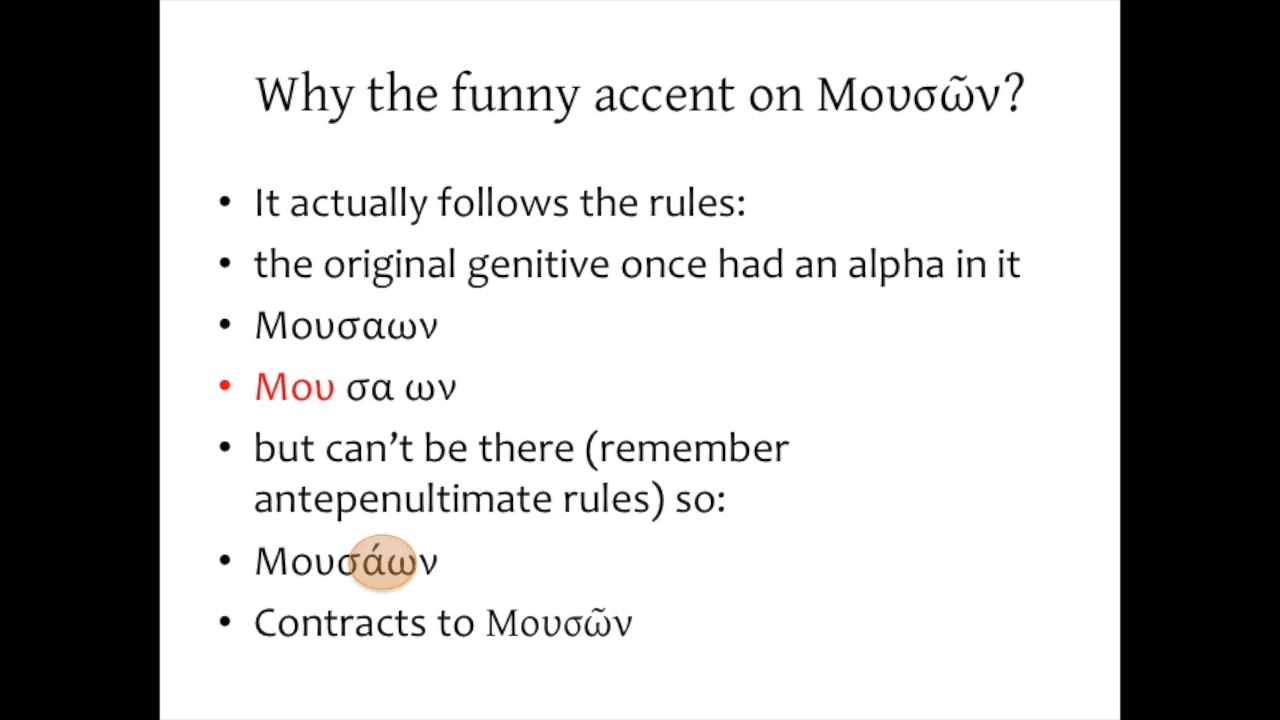 Why the funny accent on Μουσῶν?
• It actually follows the rules:
• the original genitive once had an alpha in it
• Μουσαων
• Μου σα ων
• but can’t be there (remember
antepenultimate rules) so:
• Μουσάων
• Contracts to Μουσῶν